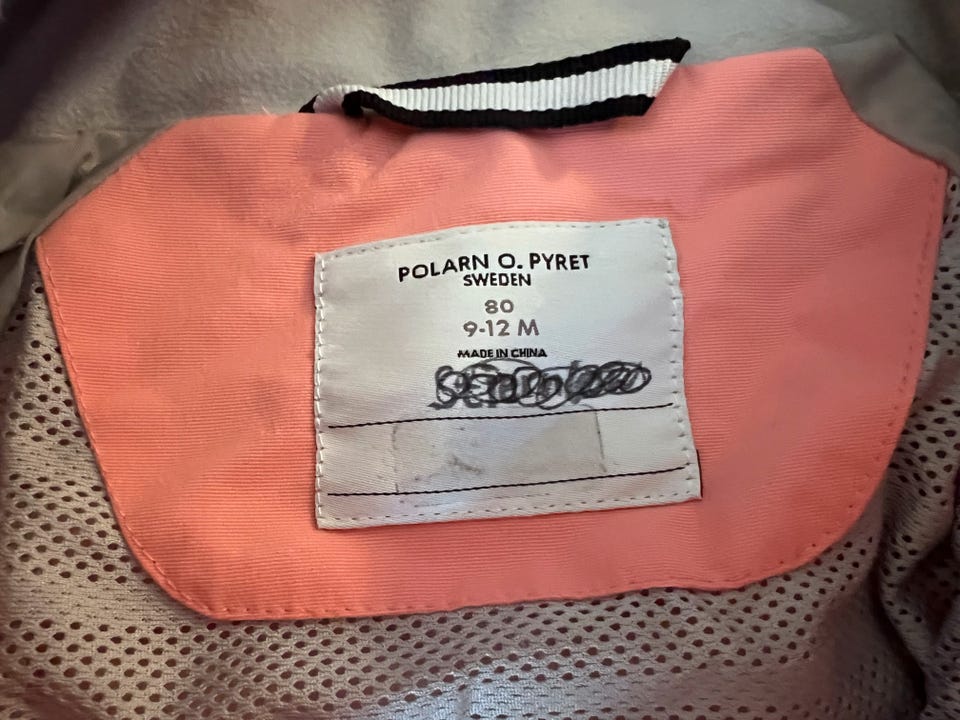 POLARN O. PYRET
SWEDEN
80
9-12 M
MADE IN CHINA